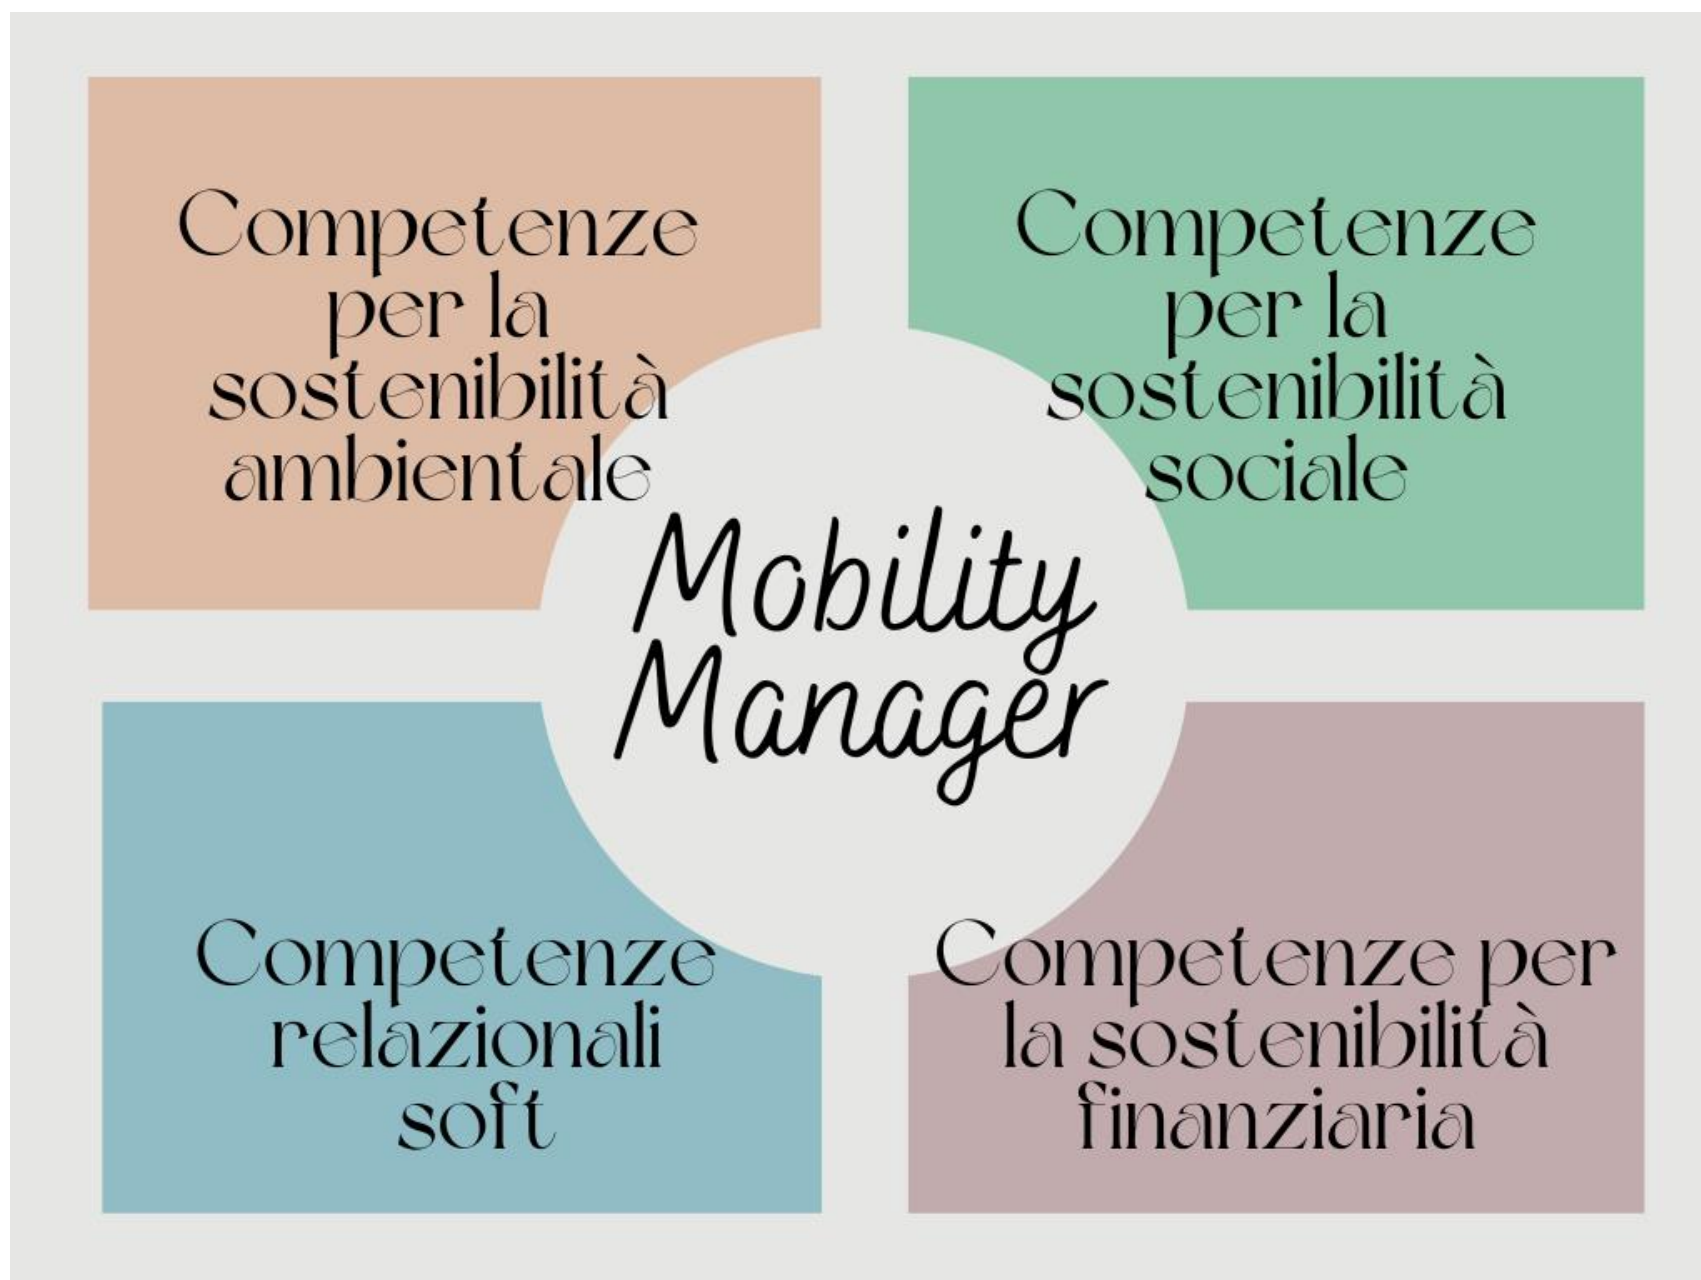 Competenze
per la
sostenibilità
ambientale
Competenze
per la
sostenibilità
sociale
Mobility
Manager
Competenze
relazionali
soft
Competenze per
la sostenibilità
finanziaria